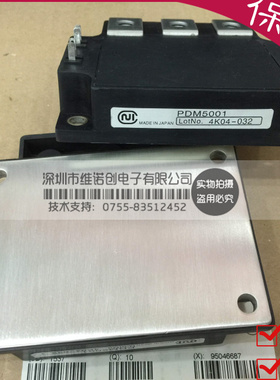 保
CNI
MADE IN JAPAN
PDM5001
LotNo. 4K04-032
深圳市维诺创电子有限公司
技术支持：0755-83512452
实物拍摄
盗用必究
(Q): 10
(X): 95046687